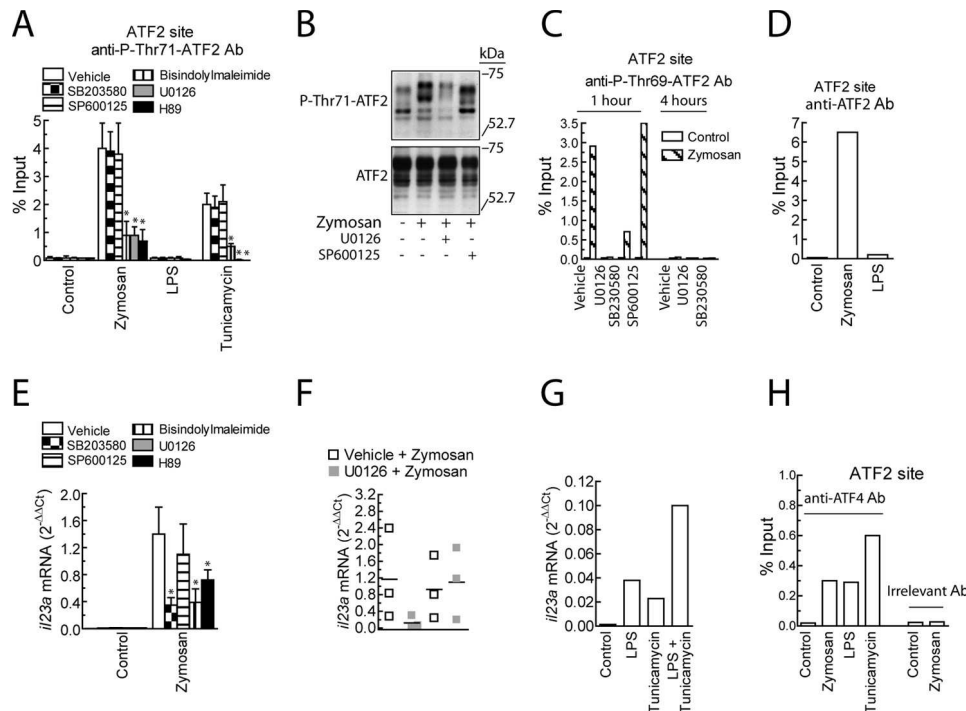 A
ATF2 site
anti-P-Thr71-ATF2 Ab
Vehicle
SB203580
SP600125
Bisindolylmaleimide
U0126
H89
% Input
5
4
3
2
1
0
* * *
* * *
Control
Zymosan
LPS
Tunicamycin
B
kDa
P-Thr71-ATF2
–75
52.7
ATF2
–75
52.7
Zymosan - + + +
U0126 - - + -
SP600125 - - - +
C
ATF2 site
anti-P-Thr69-ATF2 Ab
1 hour
4 hours
Control
Zymosan
% Input
3.5
3.0
2.5
2.0
1.5
1.0
0.5
0.0
Vehicle
U0126
SB230580
SP600125
Vehicle
U0126
SB230580
D
ATF2 site
anti-ATF2 Ab
% Input
7
6
5
4
3
2
1
0
Control
Zymosan
LPS
E
Vehicle
SB203580
SP600125
Bisindolylmaleimide
U0126
H89
il23a mRNA (2-ΔΔCt)
2.0
1.6
1.2
0.8
0.4
0.0
* * *
Control
Zymosan
F
Vehicle + Zymosan
U0126 + Zymosan
il23a mRNA (2-ΔΔCt)
3.2
2.8
2.4
2.0
1.6
1.2
0.8
0.4
0.0
G
il23a mRNA (2-ΔΔCt)
0.12
0.10
0.08
0.06
0.04
0.02
0.00
Control
LPS
Tunicamycin
LPS +
Tunicamycin
H
ATF2 site
anti-ATF4 Ab
Irrelevant Ab
% Input
1.0
0.8
0.6
0.4
0.2
0.0
Control
Zymosan
LPS
Tunicamycin
Control
Zymosan